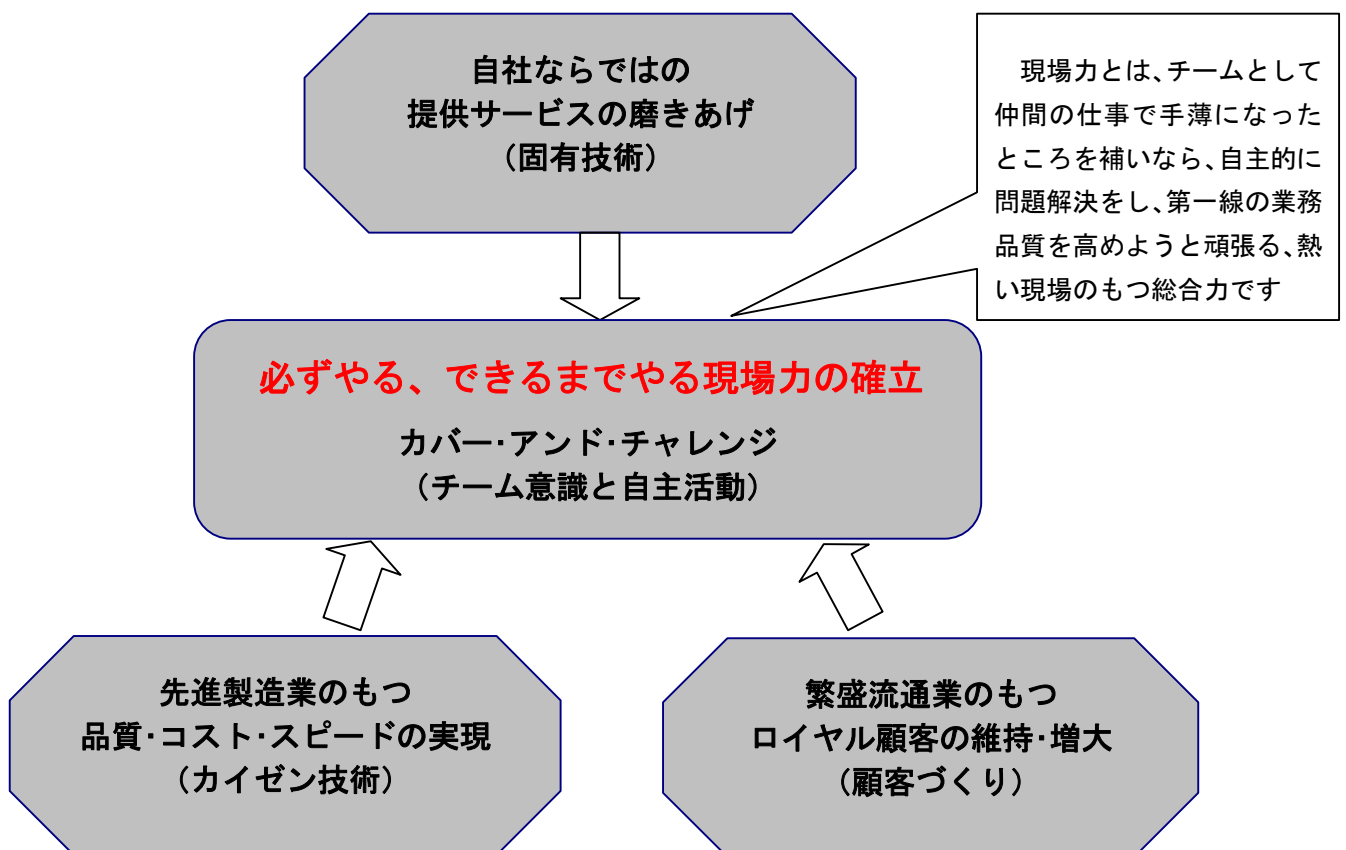 自社ならではの
提供サービスの磨きあげ
（固有技術）
現場力とは、チームとして
仲間の仕事で手薄になった
ところを補いなら、自主的に
問題解決をし、第一線の業務
品質を高めようと頑張る、熱
い現場のもつ総合力です
必ずやる、できるまでやる現場力の確立
カバー･アンド･チャレンジ
（チーム意識と自主活動）
先進製造業のもつ
品質･コスト･スピードの実現
（カイゼン技術）
繁盛流通業のもつ
ロイヤル顧客の維持･増大
（顧客づくり）